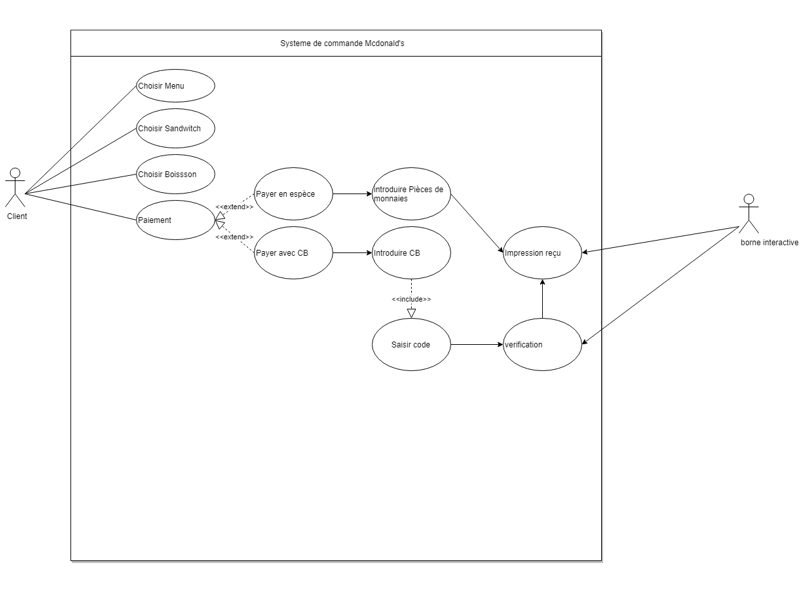 Systeme de commande Mcdonald's
Choisir Menu
Choisir Sandwitch
Choisir Boissson
Paiement
Client
<<extend>>
<<extend>>
Payer en espèce
Payer avec CB
introduire Pièces de
monnaies
Introduire CB
<<include>>
Saisir code
verification
Impression reçu
borne interactive